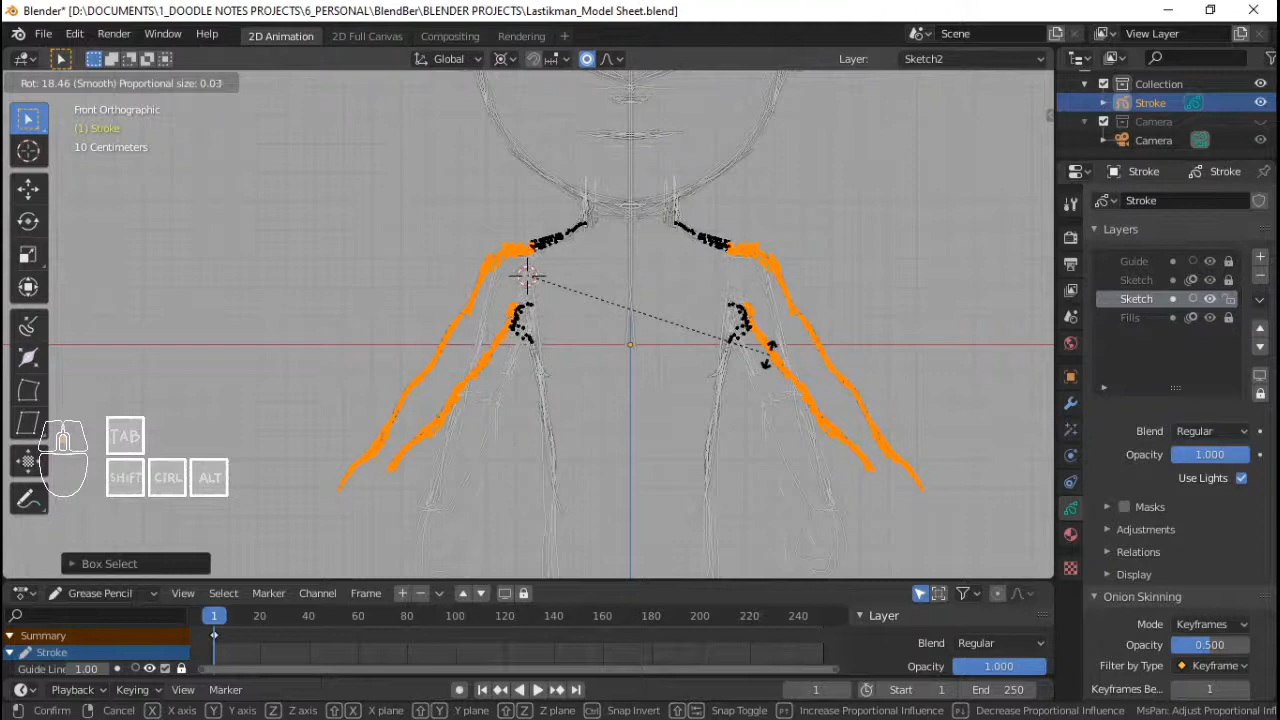 Blender* [D:\DOCUMENTS\1_DOODLE NOTES PROJECTS\6_PERSONAL\BlendBer\BLENDER PROJECTS\Lastikman_Model Sheet.blend]
File Edit Render Window Help 2D Animation 2D Full Canvas Compositing Rendering + Scene View Layer
Global Layer: Sketch2
Rot: 18.46 (Smooth) Proportional size: 0.03
Front Orthographic
(1) Stroke
10 Centimeters
Collection
Stroke
Camera
Camera
Stroke Stroke
Stroke
Layers
Guide
Sketch
Sketch
Fills
Blend Regular
Opacity 1.000
Use Lights
Masks
Adjustments
Relations
Display
Onion Skinning
Mode Keyframes
Opacity 0.500
Filter by Type Keyframe
Keyframes Be... 1
TAB
SHIFT CTRL ALT
Box Select
Grease Pencil View Select Marker Channel Frame
1 20 40 60 80 100 120 140 160 180 200 220 240
Summary
Stroke
Guide Line 1.00
Layer
Blend Regular
Opacity 1.000
Playback Keying View Marker 1 Start 1 End 250
Confirm Cancel X X axis Y Y axis Z Z axis X X plane Y Y plane Z Z plane Ctrl Snap Invert Snap Toggle Increase Proportional Influence Decrease Proportional Influence MsPan: Adjust Proportional Inf